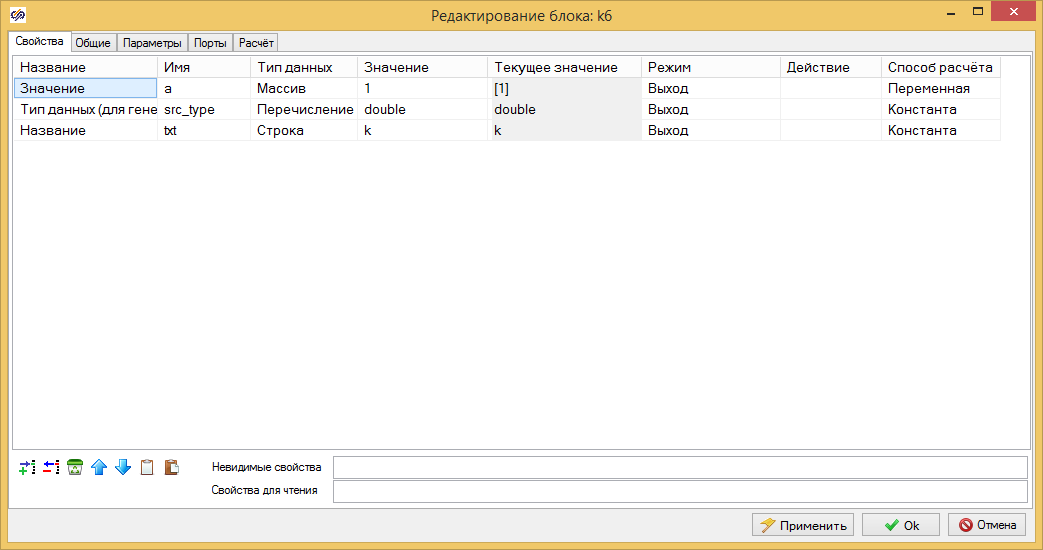 Редактирование блока: k6
Свойства Общие Параметры Порты Расчёт
Название Имя Тип данных Значение Текущее значение Режим Действие Способ расчёта
Значение a Массив 1 [1] Выход Переменная
Тип данных (для гене src_type Перечисление double double Выход Константа
Название txt Строка k k Выход Константа
Невидимые свойства
Свойства для чтения
Применить Ok Отмена